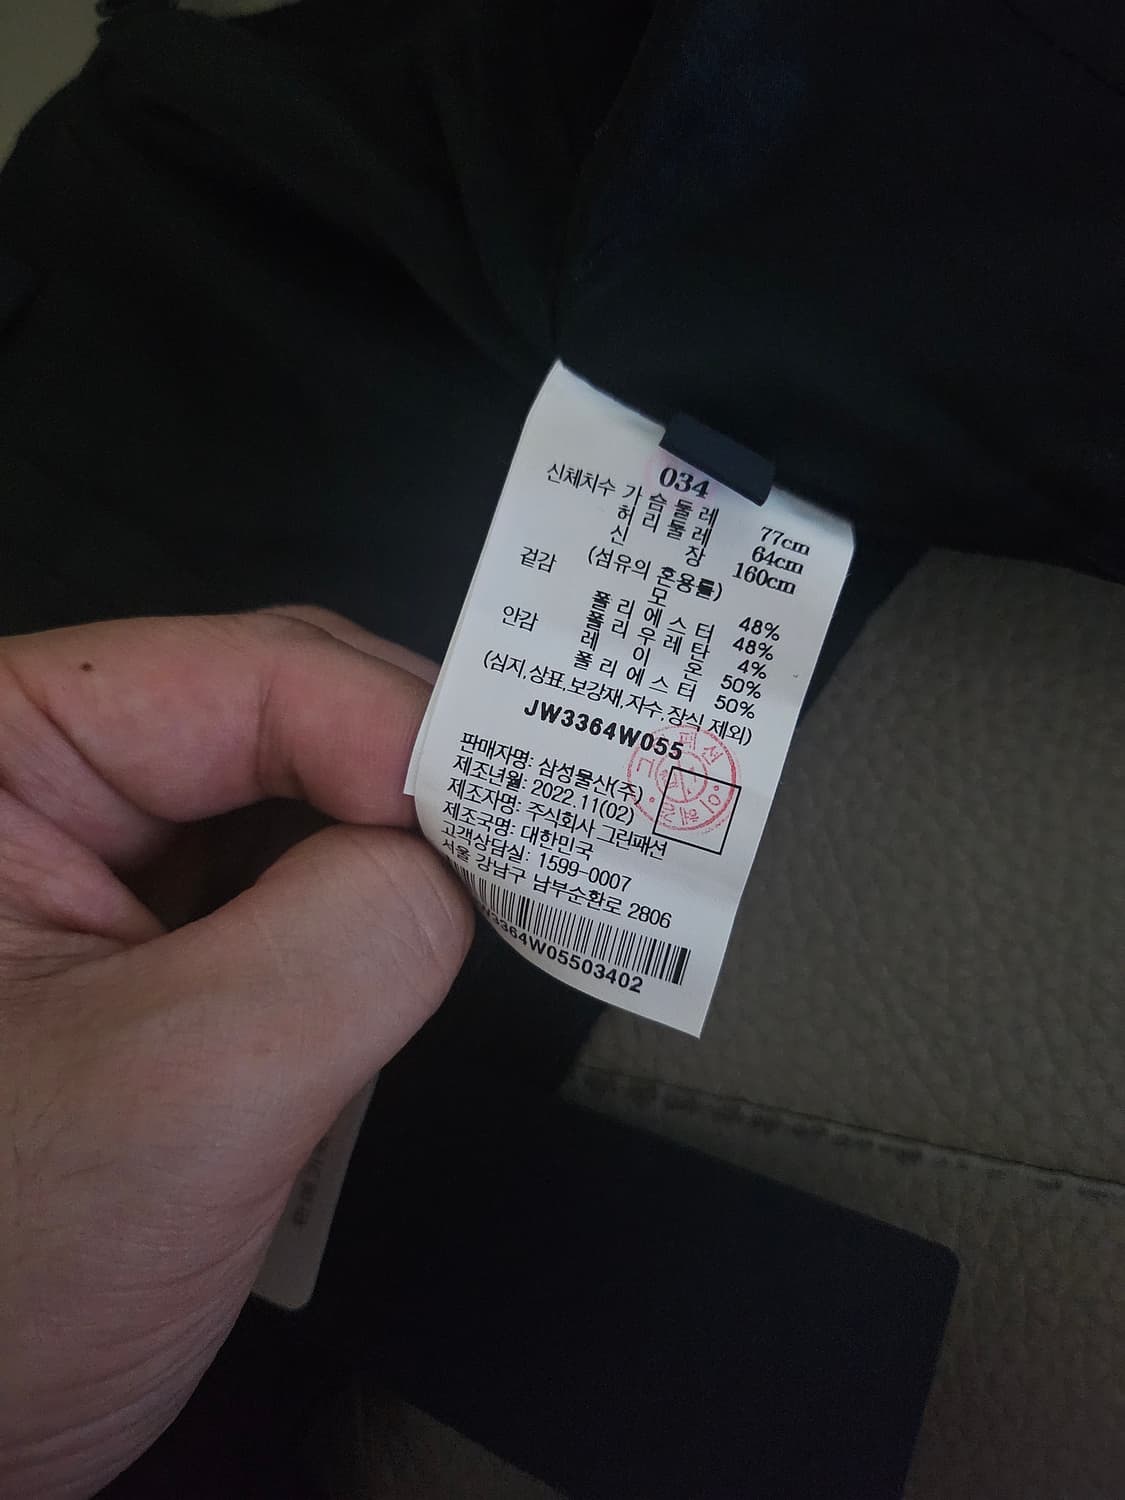 034
신체치수 가슴둘레 77cm
허리둘레 64cm
신장 160cm
(섬유의 혼용률)
겉감 모 48%
폴리에스터 48%
폴리우레탄 4%
안감 레이온 50%
폴리에스터 50%
(심지,상표,보강재,자수,장식 제외)
JW3364W055
판매자명: 삼성물산(주)
제조년월: 2022.11(02)
제조자명: 주식회사 그린패션
제조국명: 대한민국
고객상담실: 1599-0007
서울 강남구 남부순환로 2806
3364W05503402